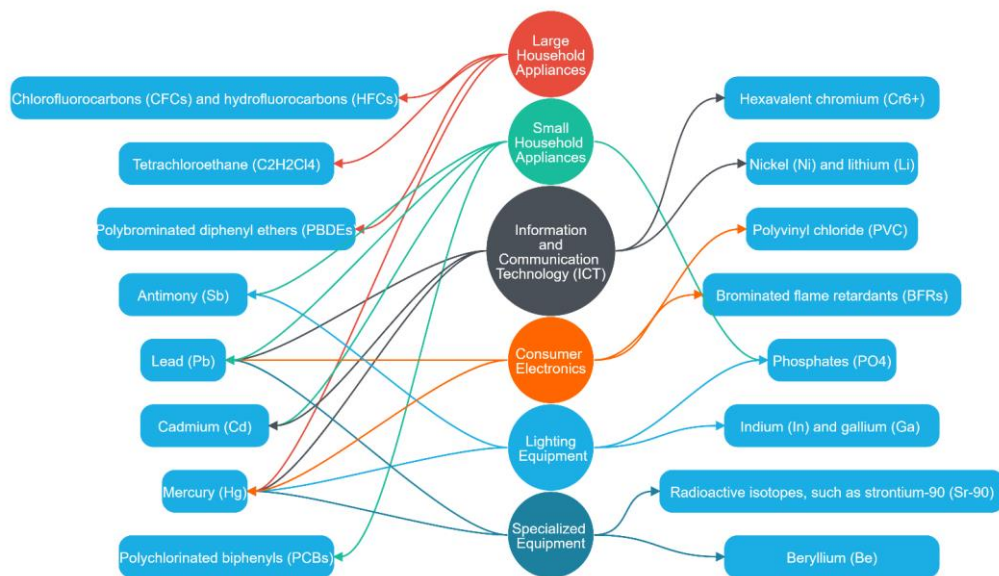 Large
Household
Appliances
Chlorofluorocarbons (CFCs) and hydrofluorocarbons (HFCs)
Hexavalent chromium (Cr6+)
Small
Household
Appliances
Tetrachloroethane (C2H2Cl4)
Nickel (Ni) and lithium (Li)
Polybrominated diphenyl ethers (PBDEs
Information
and
Communication
Technology (ICT)
Polyvinyl chloride (PVC)
Antimony (Sb)
Brominated flame retardants (BFRs)
Lead (Pb)
Consumer
Electronics
Phosphates (PO4)
Cadmium (Cd)
Lighting
Equipment
Indium (In) and gallium (Ga)
Mercury (Hg)
Radioactive isotopes, such as strontium-90 (Sr-90)
Specialized
Equipment
Polychlorinated biphenyls (PCBs)
Beryllium (Be)